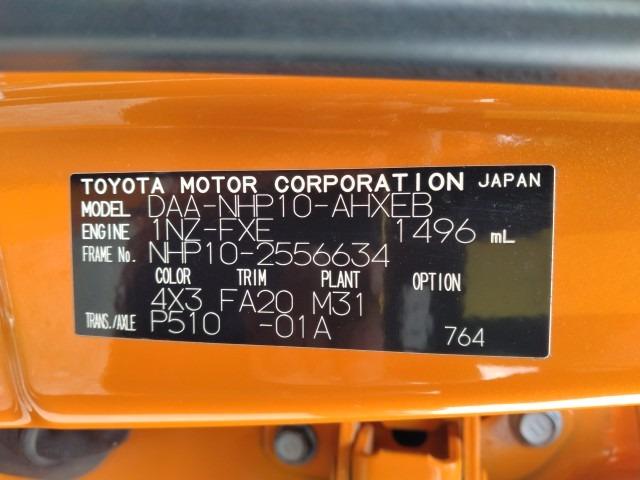 TOYOTA MOTOR CORPORATION JAPAN
MODEL DAA-NHP10-AHXEB
ENGINE 1NZ-FXE 1496 mL
FRAME No. NHP10-2556634
COLOR TRIM PLANT OPTION
4X3 FA20 M31
TRANS./AXLE P510 -01A 764